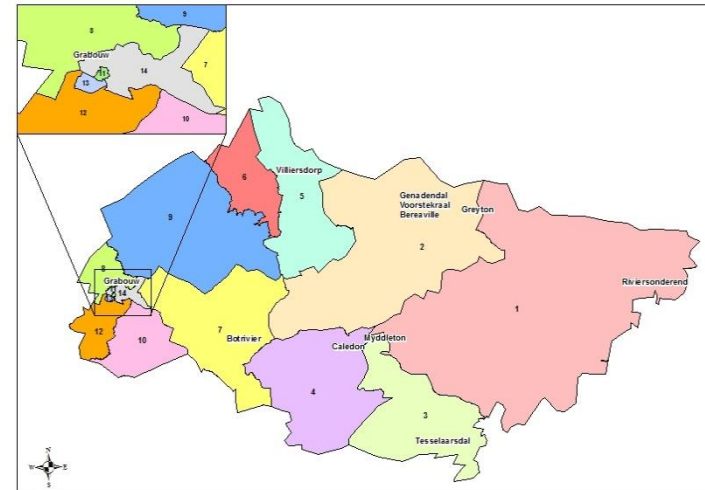 9
8
Grabouw
14
7
11
13
12
10
6
Villiersdorp
5
Genadendal
Voorstekraal
Bereaville
Greyton
9
2
8
Grabouw
14
Riviersonderend
1
12
7
Botrivier
10
Caledon
Myddleton
4
3
Tesselaarsdal
N
W
E
S